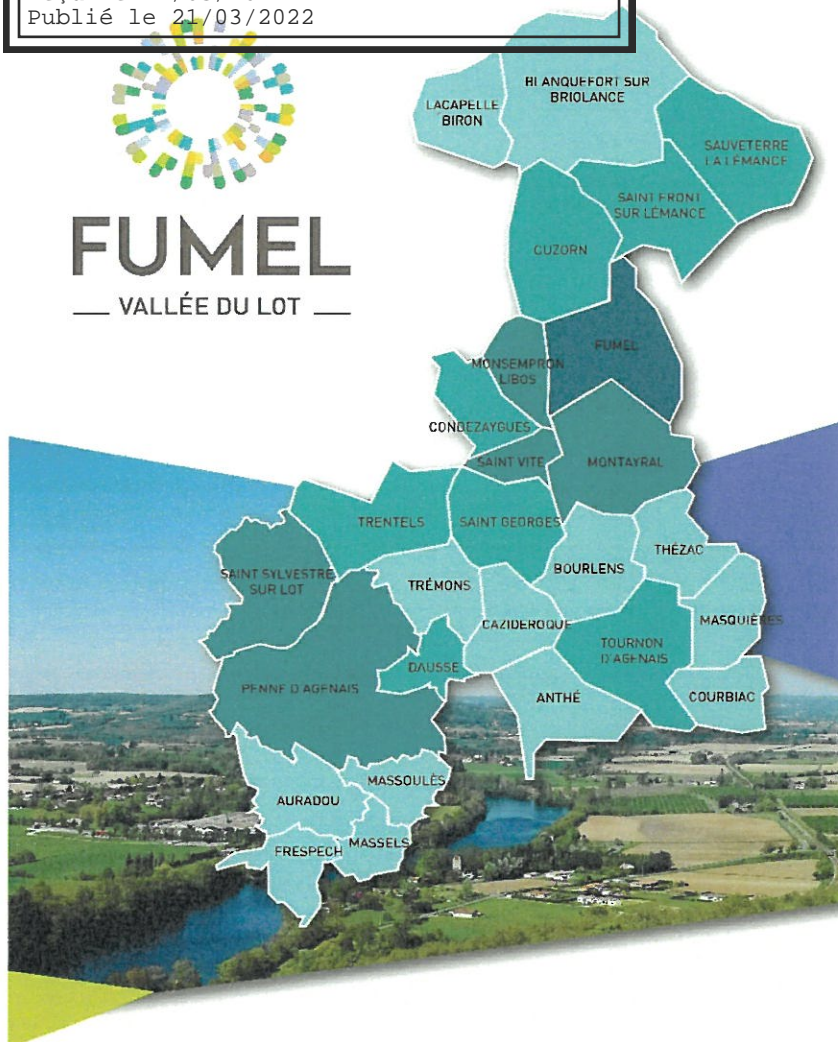 Publié le 21/03/2022
FUMEL
VALLÉE DU LOT
LACAPELLE
BIRON
BLANQUEFORT SUR
BRIOLANCE
SAUVETERRE
LA LÉMANCE
SAINT FRONT
SUR LÉMANCE
CUZORN
FUMEL
MONSEMPRON
LIBOS
CONDEZAYGUES
SAINT VITE
MONTAYRAL
TRENTELS
SAINT GEORGES
THÉZAC
BOURLENS
SAINT SYLVESTRE
SUR LOT
TRÉMONS
CAZIDEROQUE
MASQUIÈRES
TOURNON
D'AGENAIS
DAUSSE
PENNE D'AGENAIS
ANTHÉ
COURBIAC
MASSOULÈS
AURADOU
MASSELS
FRESPECH